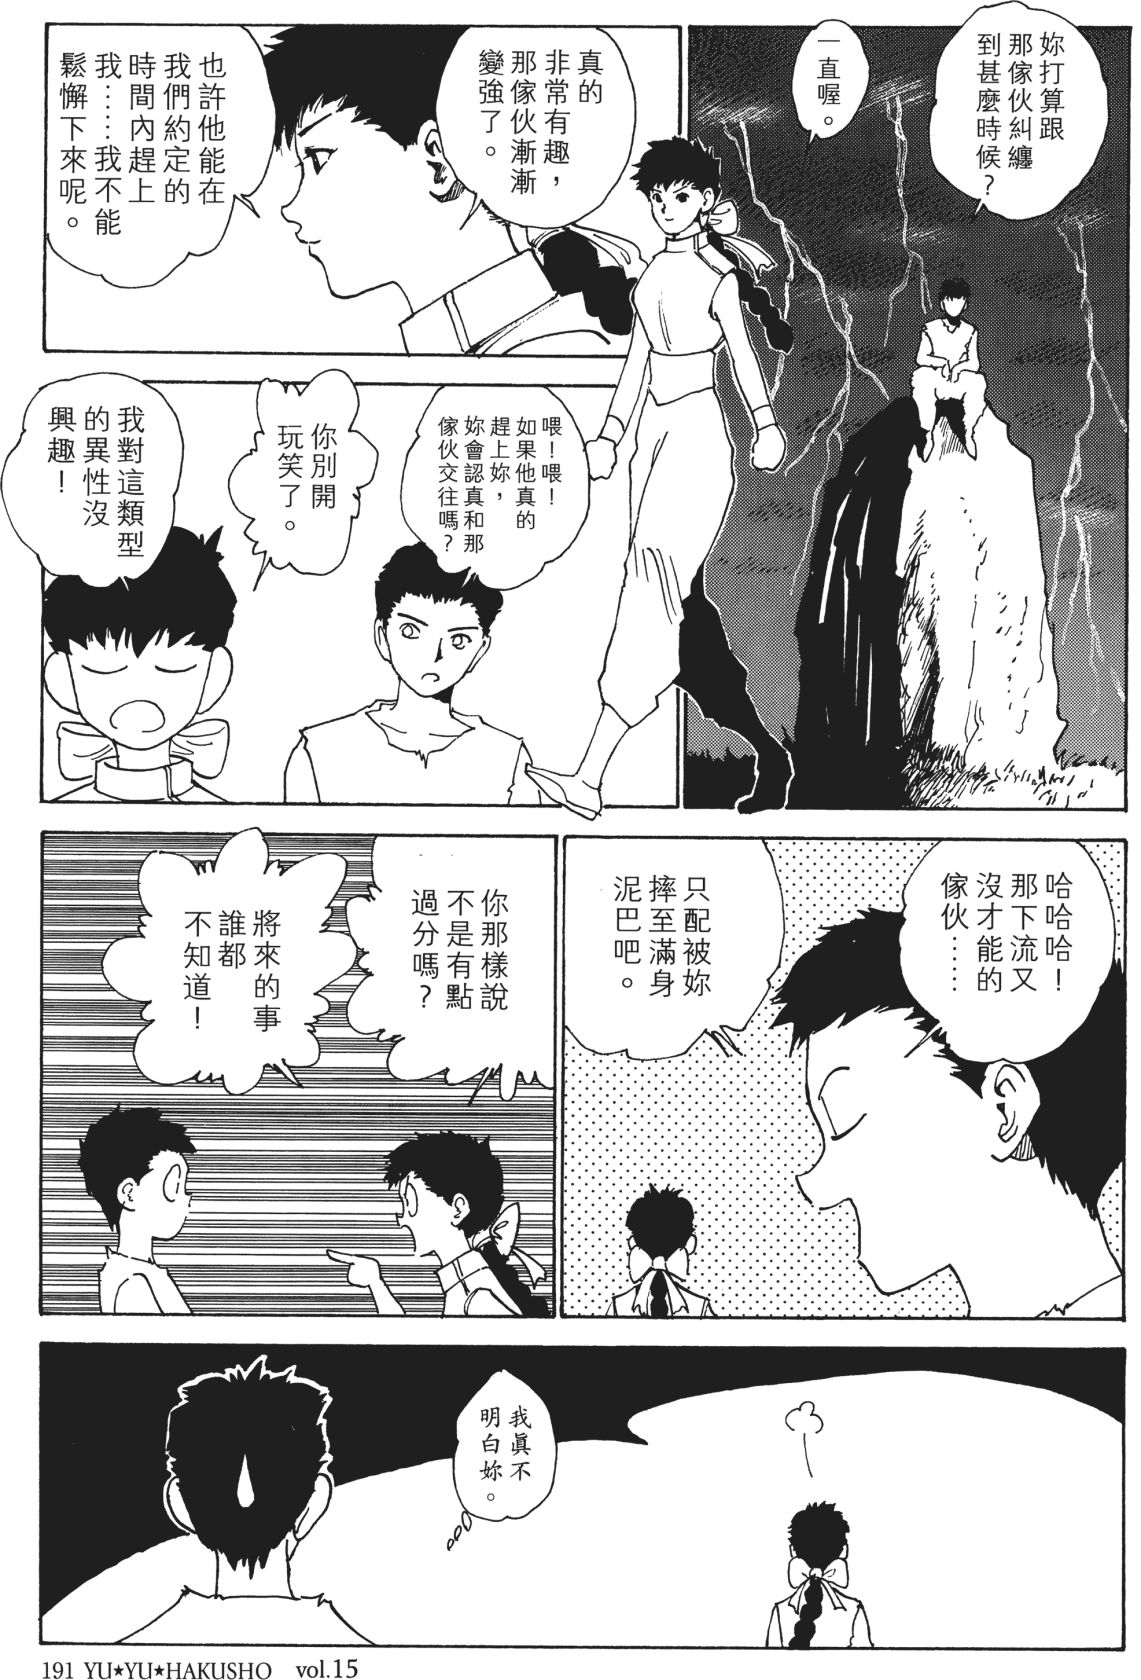 妳打算跟
那傢伙糾纏
到甚麼時候？
一直喔。
真的
非常有趣，
那傢伙漸漸
變強了。
也許他能在
我們約定的
時間內趕上
我……我不能
鬆懈下來呢。
喂！喂！
如果他真的
趕上妳，
妳會認真和那
傢伙交往嗎？
你別開
玩笑了。
我對這類型
的異性沒
興趣！
哈哈哈！
那下流又
沒才能的
傢伙……
只配被妳
摔至滿身
泥巴吧。
你那樣說
不是有點
過分嗎？
將來的事
誰都
不知道！
我眞不
明白妳。
191 YU★YU★HAKUSHO vol.15